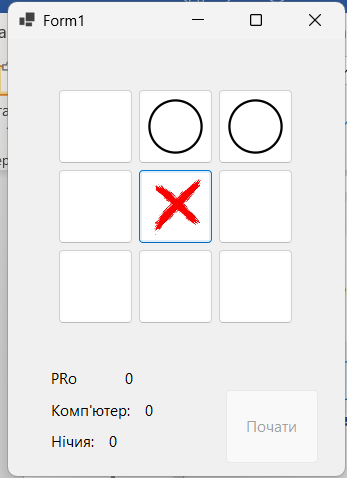 Form1
PRo 0
Комп'ютер: 0
Нічия: 0
Почати